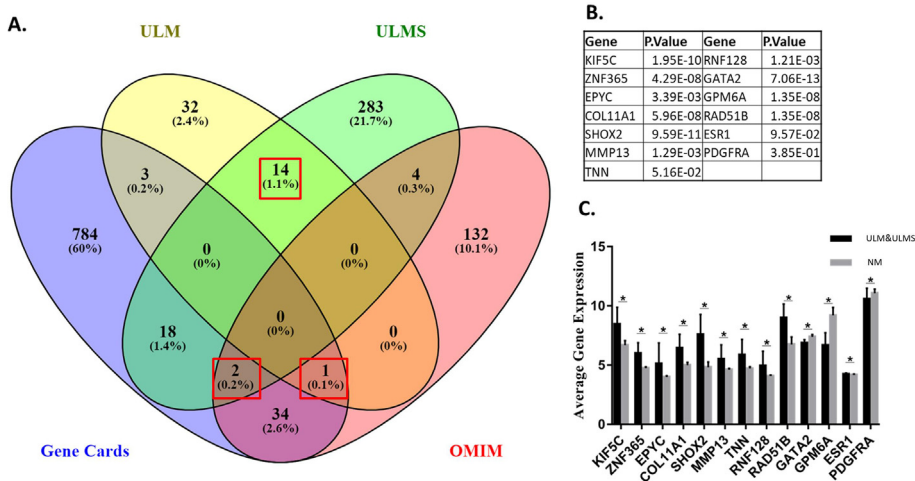 A.
ULM
ULMS
32
(2.4%)
283
(21.7%)
3
(0.2%)
14
(1.1%)
4
(0.3%)
784
(60%)
0
(0%)
0
(0%)
132
(10.1%)
18
(1.4%)
0
(0%)
0
(0%)
2
(0.2%)
1
(0.1%)
34
(2.6%)
Gene Cards
OMIM
B.
Gene P.Value Gene P.Value
KIF5C 1.95E-10 RNF128 1.21E-03
ZNF365 4.29E-08 GATA2 7.06E-13
EPYC 3.39E-03 GPM6A 1.35E-08
COL11A1 5.96E-08 RAD51B 1.35E-08
SHOX2 9.59E-11 ESR1 9.57E-02
MMP13 1.29E-03 PDGFRA 3.85E-01
TNN 5.16E-02
C.
ULM&ULMS
NM
Average Gene Expression
15
10
5
0
* * * * * * * * * * * * *
KIF5C
ZNF365
EPYC
COL11A1
SHOX2
MMP13
TNN
RNF128
RAD51B
GATA2
GPM6A
ESR1
PDGFRA